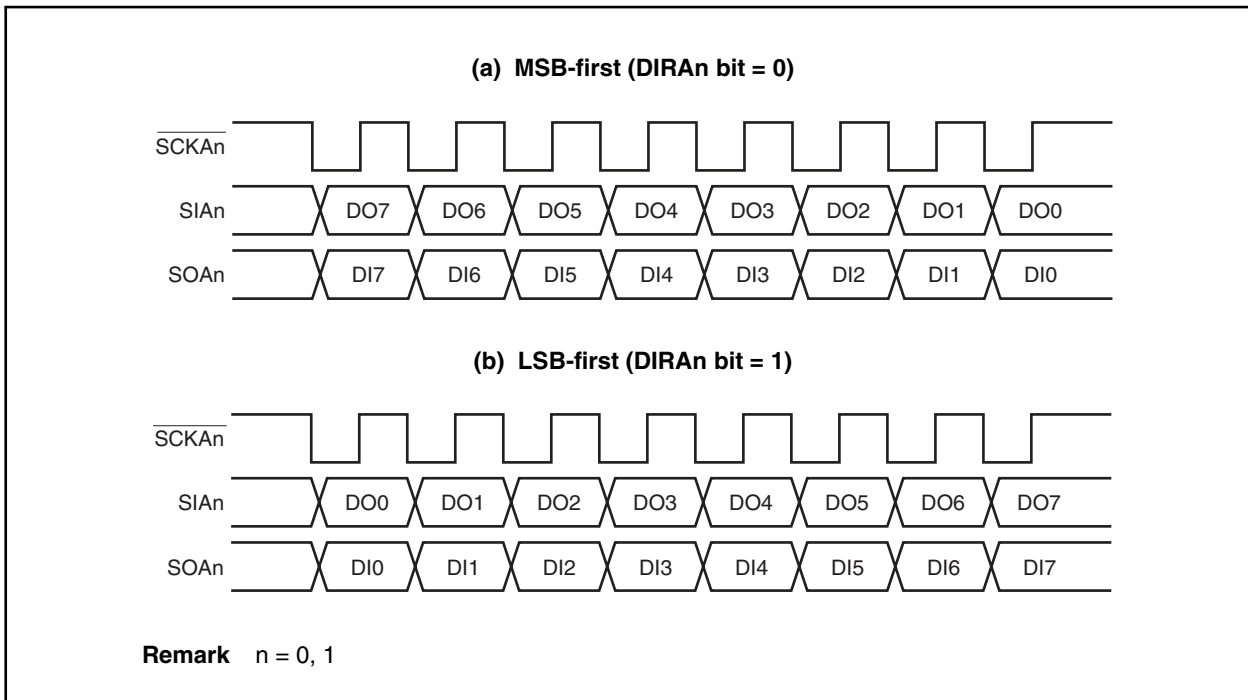 (a) MSB-first (DIRAn bit = 0)
SCKAn
SIAn DO7 DO6 DO5 DO4 DO3 DO2 DO1 DO0
SOAn DI7 DI6 DI5 DI4 DI3 DI2 DI1 DI0
(b) LSB-first (DIRAn bit = 1)
SCKAn
SIAn DO0 DO1 DO2 DO3 DO4 DO5 DO6 DO7
SOAn DI0 DI1 DI2 DI3 DI4 DI5 DI6 DI7
Remark n = 0, 1